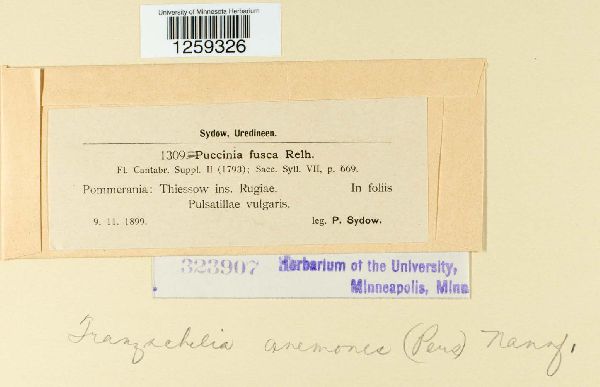 University of Minnesota Herbarium
1259326
Sydow, Uredineen.
1309. Puccinia fusca Relh.
Fl. Cantabr. Suppl. II (1793); Sacc. Syll. VII, p. 669.
Pommerania: Thiessow ins. Rugiae. In foliis
Pulsatillae vulgaris.
9. 11. 1899. leg. P. Sydow.
323907 Herbarium of the University,
Minneapolis, Minn
Tranzschelia anemones (Pers) Nannf.